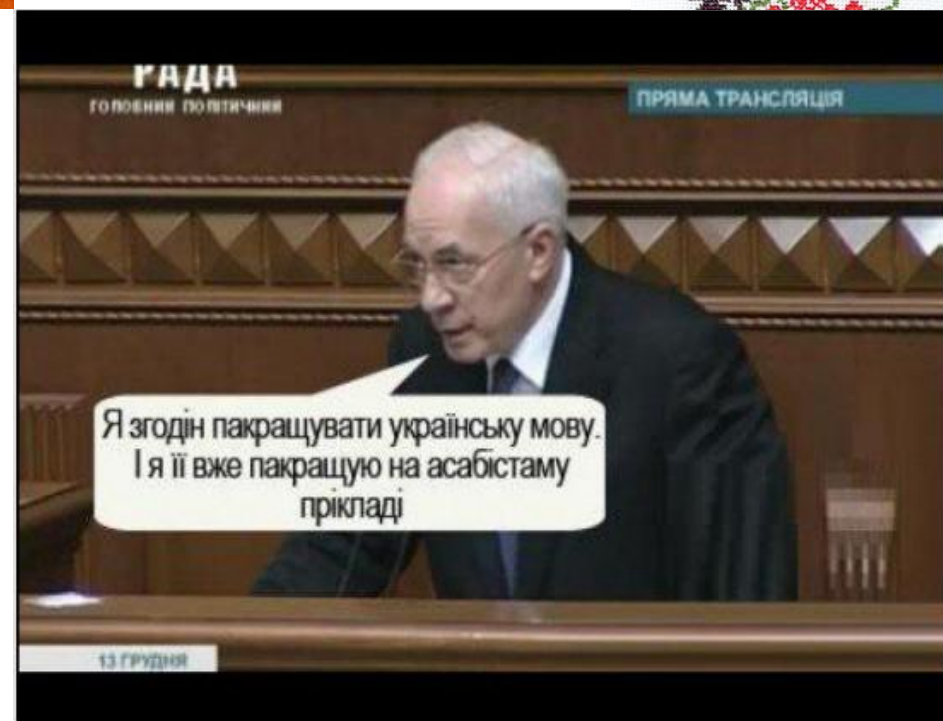 РАДА
ГОЛОВНИЙ ПОЛІТИЧНИЙ
ПРЯМА ТРАНСЛЯЦІЯ
Я згодін пакращувати українську мову.
І я її вже пакращую на асабістаму
прікладі
13 ГРУДНЯ